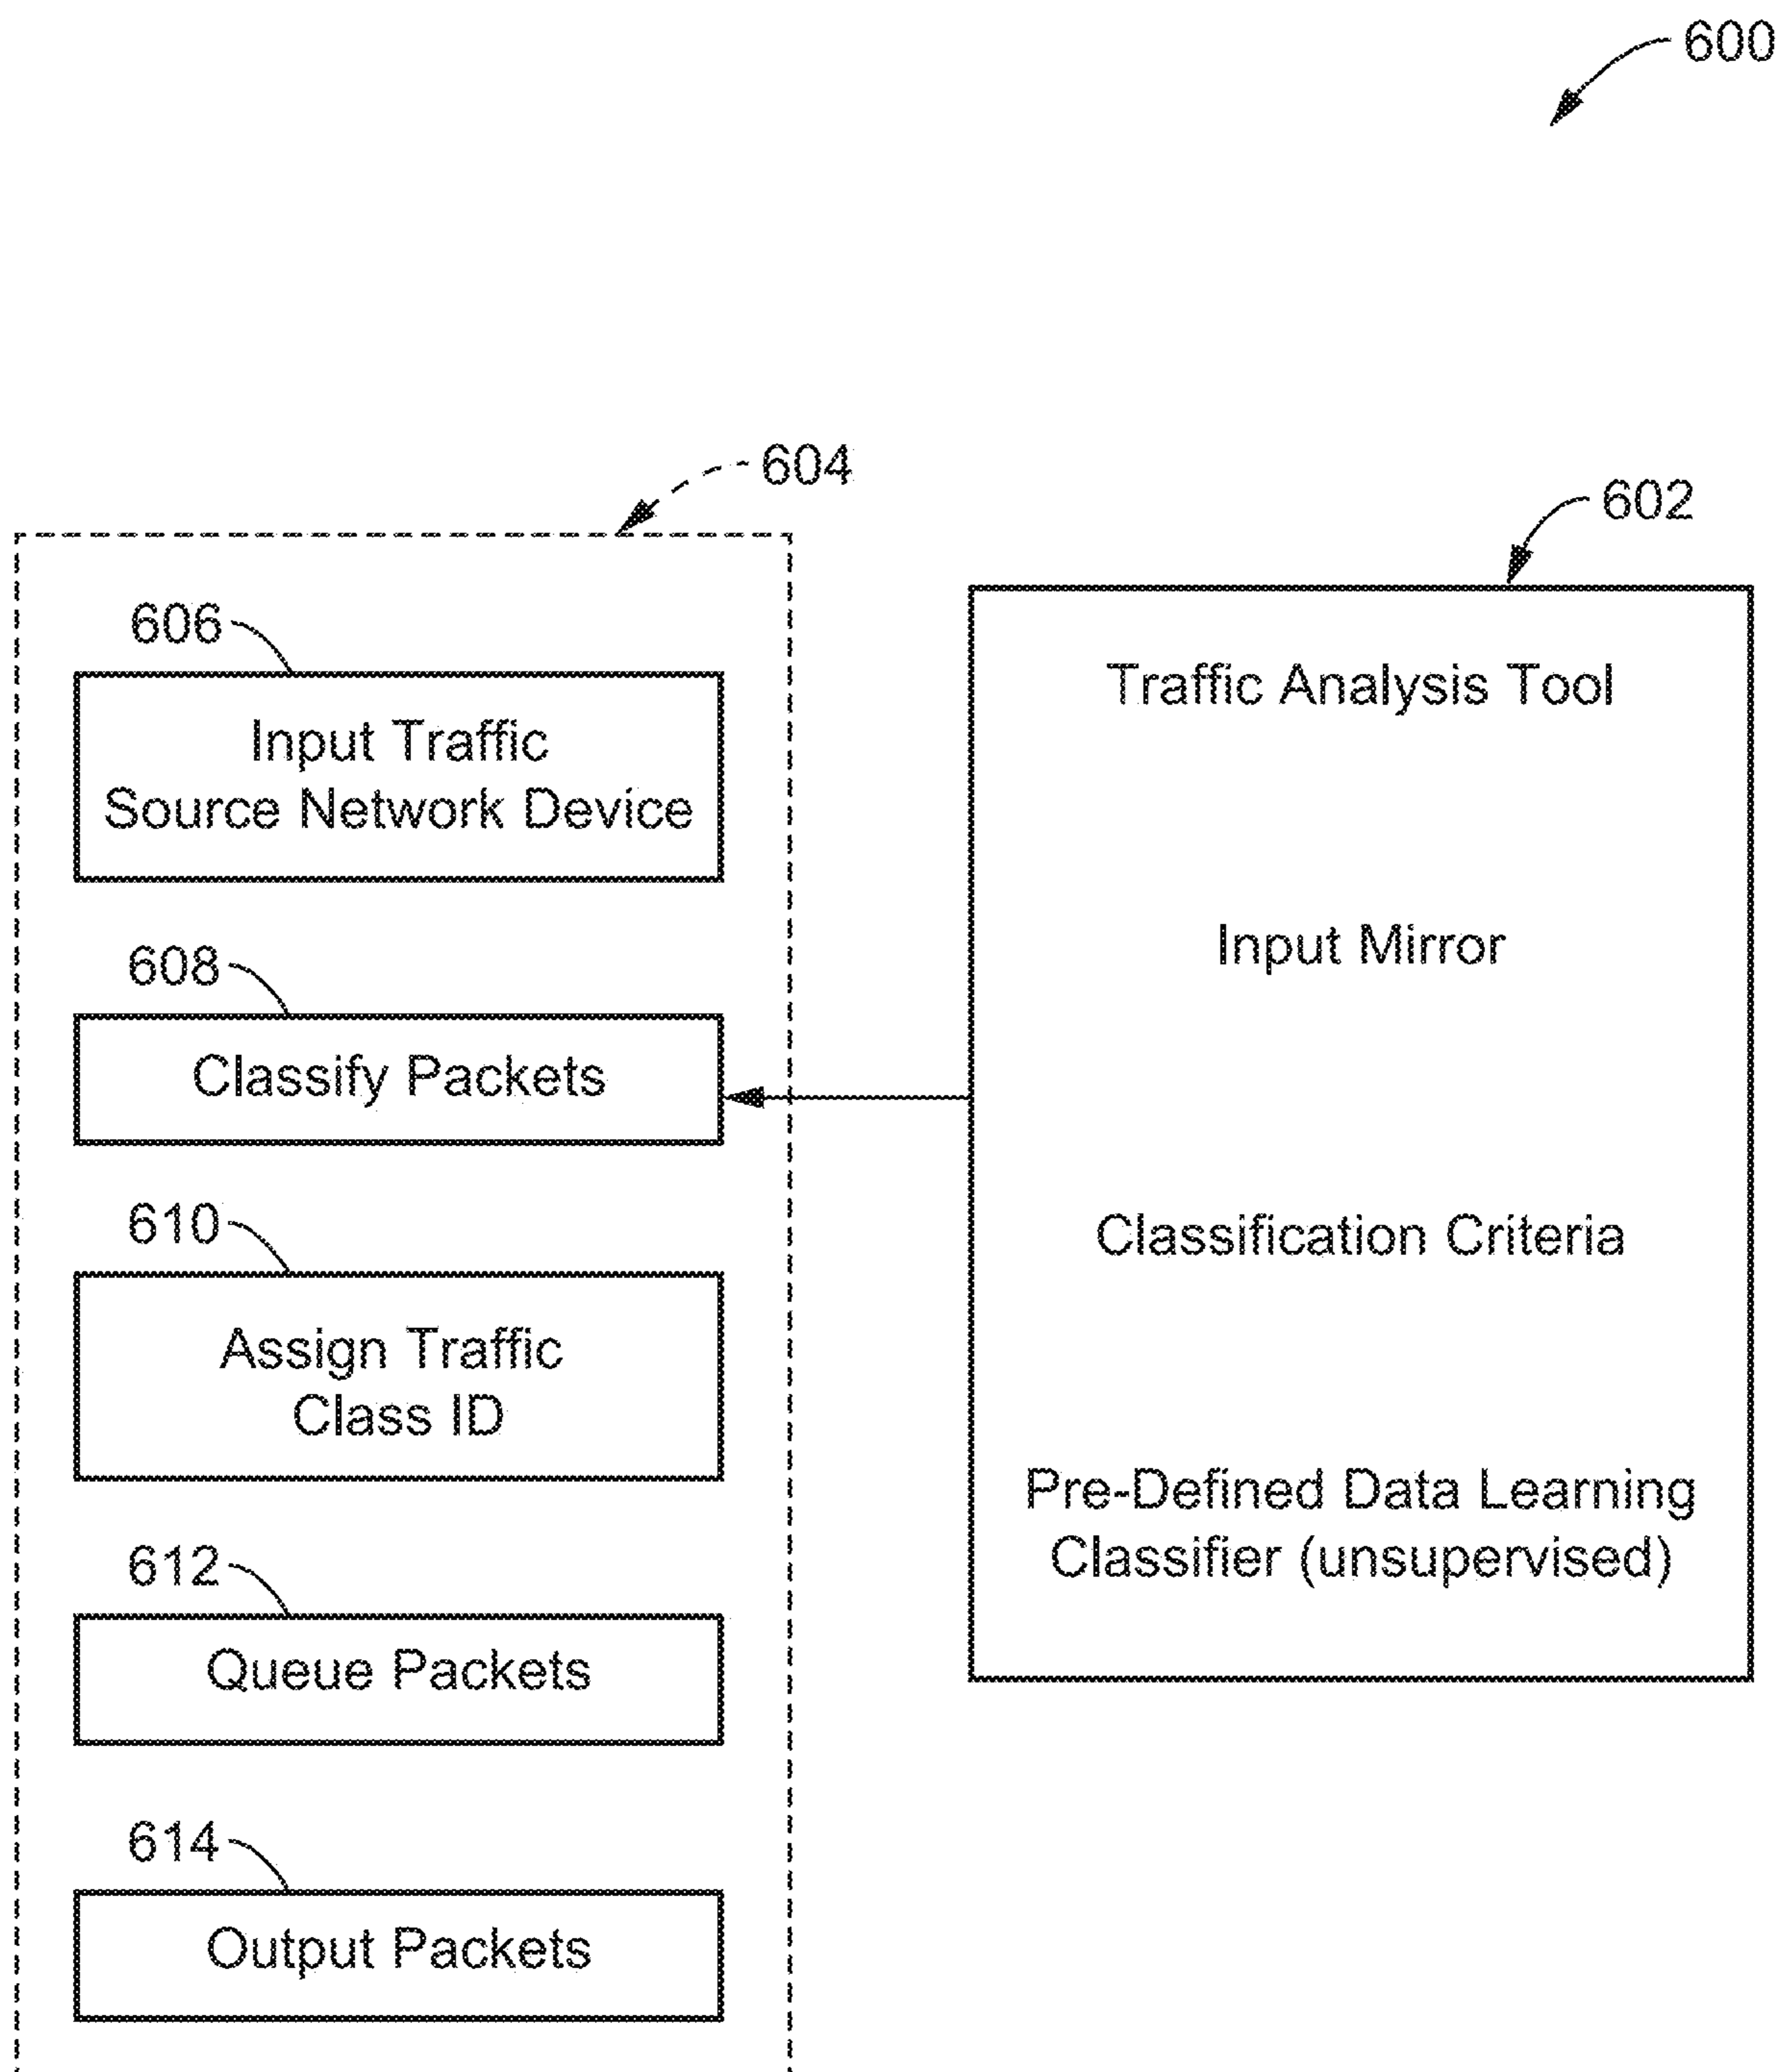 600
604
602
606
Input Traffic
Source Network Device
608
Classify Packets
610
Assign Traffic
Class ID
612
Queue Packets
614
Output Packets
Traffic Analysis Tool
Input Mirror
Classification Criteria
Pre-Defined Data Learning
Classifier (unsupervised)